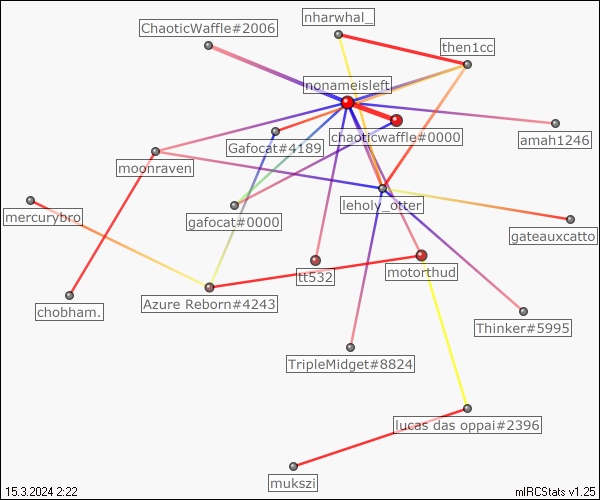 nharwhal_
ChaoticWaffle#2006
then1cc
nonameisleft
chaoticwaffle#0000
amah1246
Gafocat#4189
moonraven
leholy_otter
mercurybro
gafocat#0000
gateauxcatto
tt532
motorthud
Azure Reborn#4243
chobham.
Thinker#5995
TripleMidget#8824
lucas das oppai#2396
mukszi
15.3.2024 2:22
mIRCStats v1.25